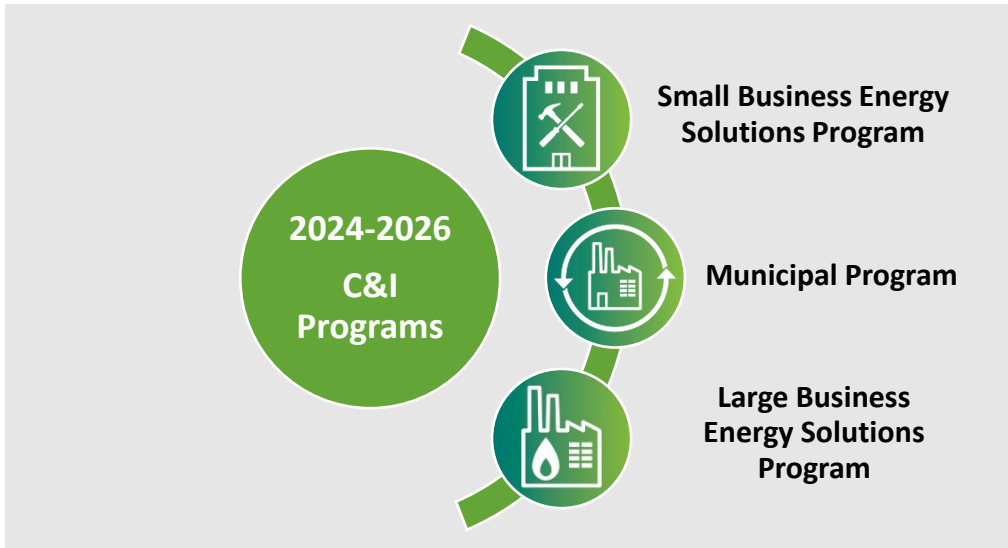 2024-2026
C&I
Programs
Small Business Energy
Solutions Program
Municipal Program
Large Business
Energy Solutions
Program